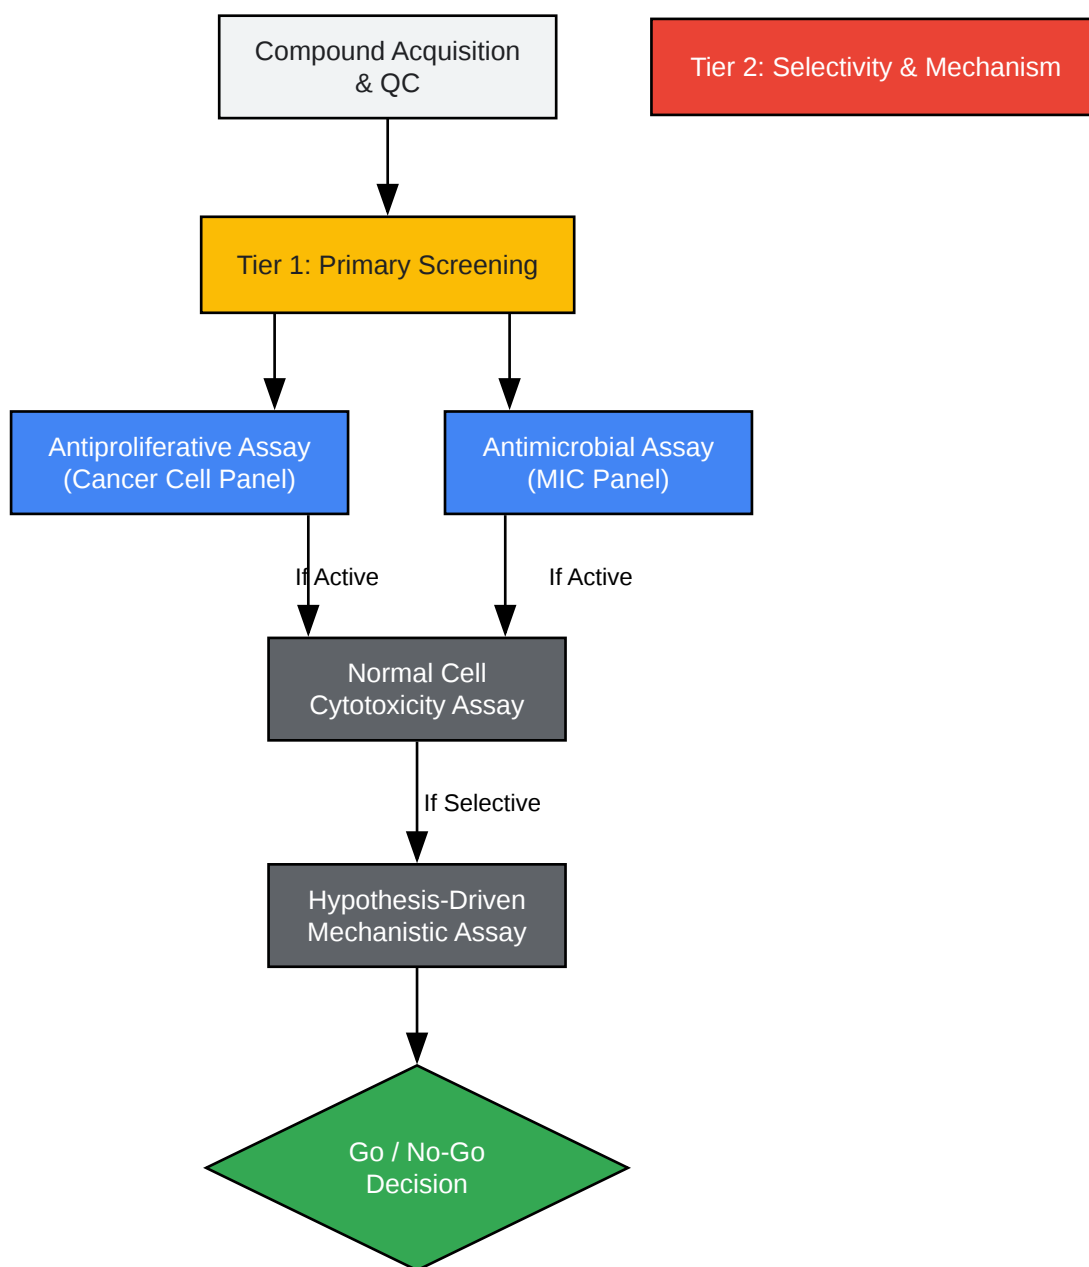 Compound Acquisition
& QC
Tier 2: Selectivity & Mechanism
Tier 1: Primary Screening
Antiproliferative Assay
(Cancer Cell Panel)
Antimicrobial Assay
(MIC Panel)
If Active
If Active
Normal Cell
Cytotoxicity Assay
If Selective
Hypothesis-Driven
Mechanistic Assay
Go / No-Go
Decision